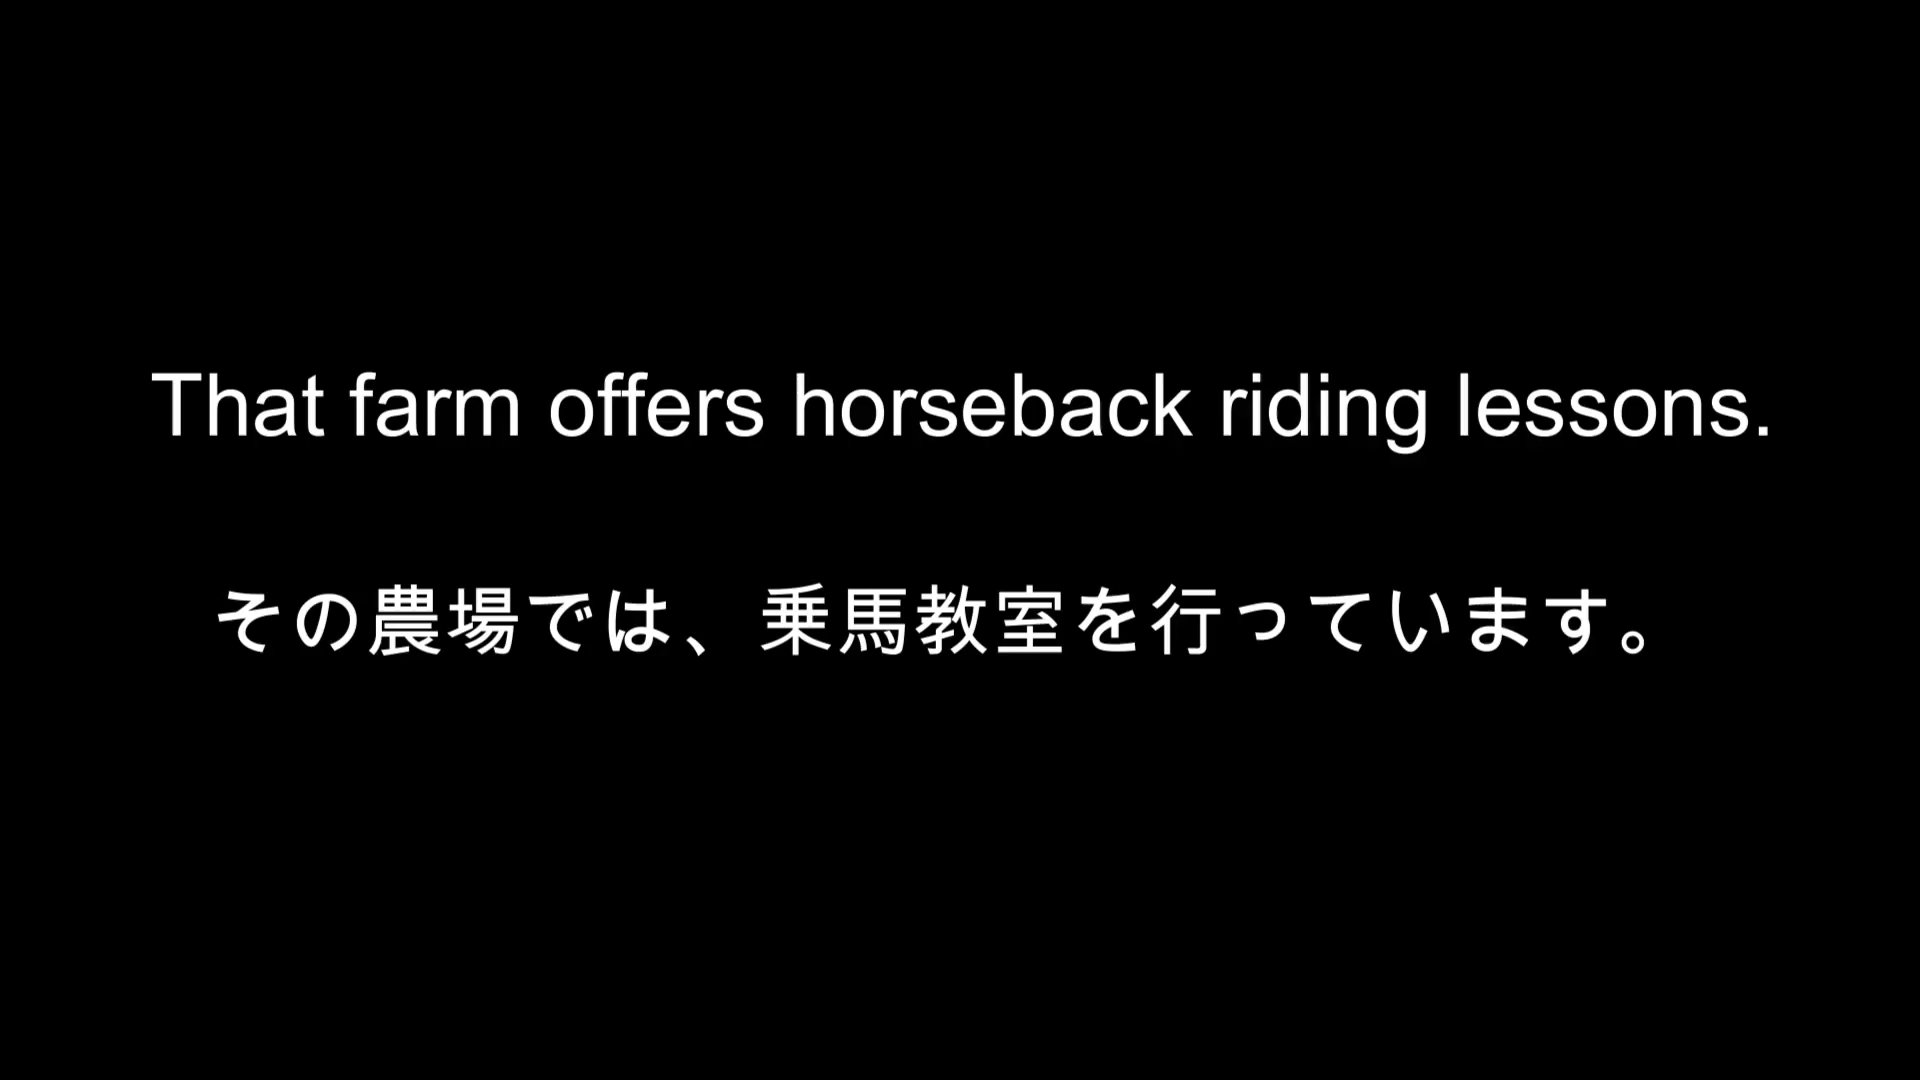 That farm offers horseback riding lessons.
その農場では、乗馬教室を行っています。